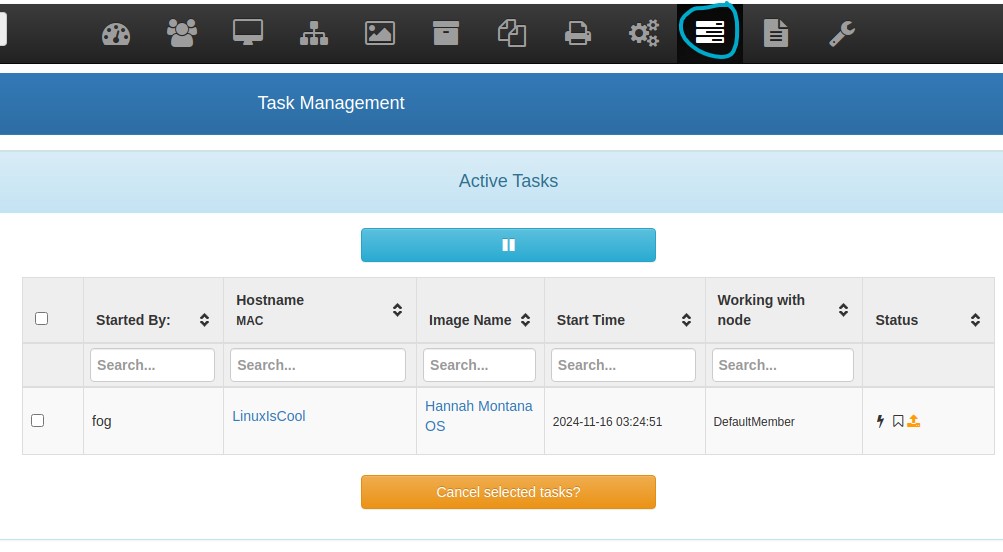 Task Management
Active Tasks
Started By:
Hostname
MAC
Image Name
Start Time
Working with
node
Status
Search...
Search...
Search...
Search...
Search...
fog
LinuxIsCool
Hannah Montana
OS
2024-11-16 03:24:51
DefaultMember
Cancel selected tasks?